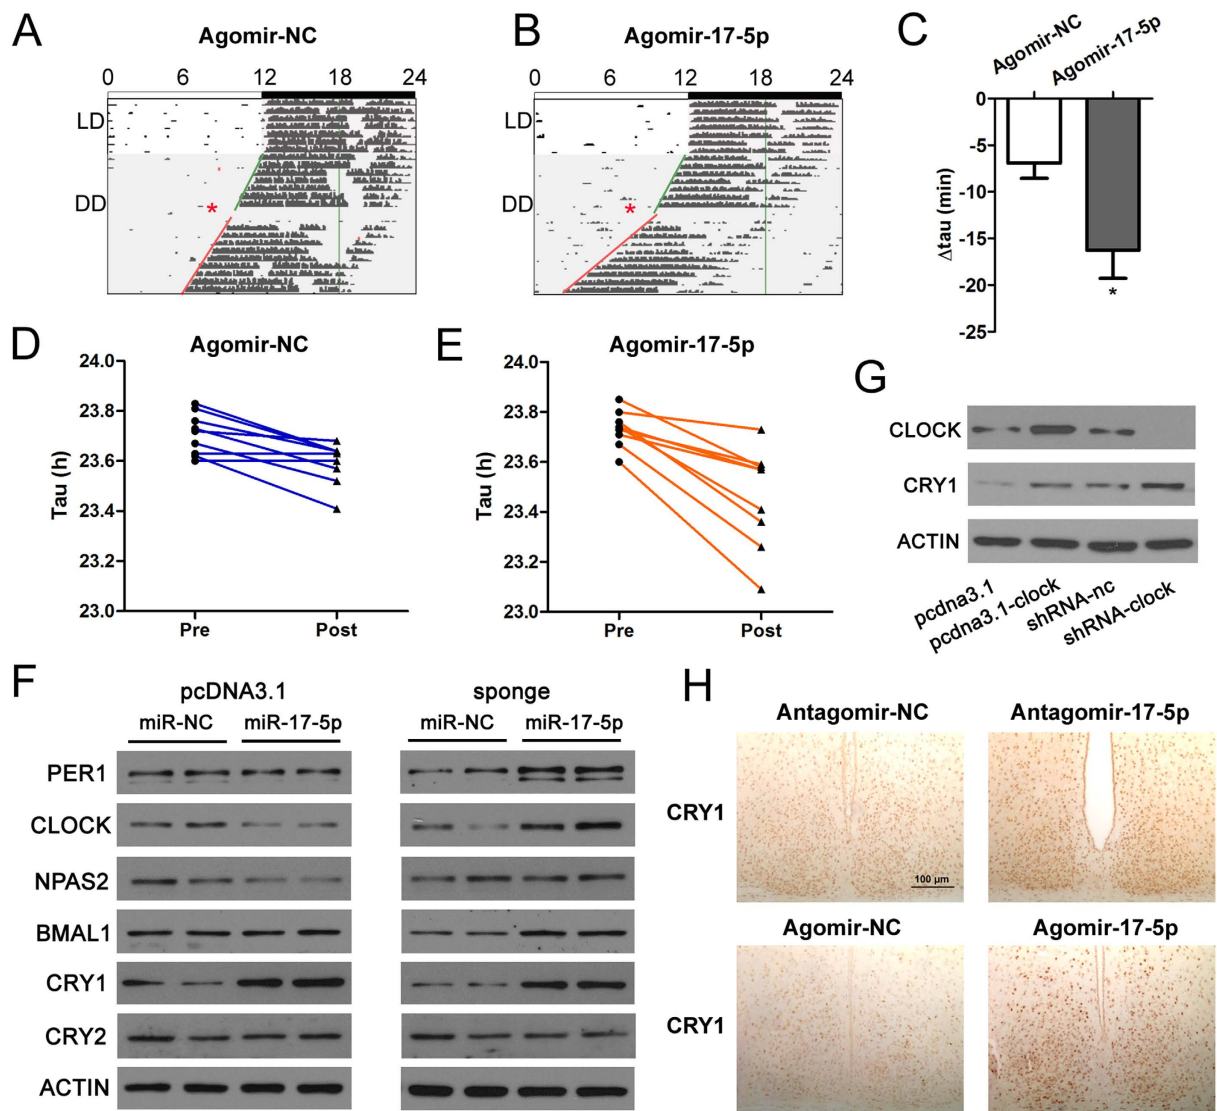 A
Agomir-NC
0 6 12 18 24
LD
DD
*
B
Agomir-17-5p
0 6 12 18 24
LD
DD
*
C
Agomir-NC
Agomir-17-5p
Δtau (min)
0
-5
-10
-15
-20
-25
*
D
Agomir-NC
Tau (h)
24.0
23.8
23.6
23.4
23.2
23.0
Pre Post
E
Agomir-17-5p
Tau (h)
24.0
23.8
23.6
23.4
23.2
23.0
Pre Post
G
CLOCK
CRY1
ACTIN
pcdna3.1
pcdna3.1-clock
shRNA-nc
shRNA-clock
F
pcDNA3.1 sponge
miR-NC miR-17-5p miR-NC miR-17-5p
PER1
CLOCK
NPAS2
BMAL1
CRY1
CRY2
ACTIN
H
Antagomir-NC Antagomir-17-5p
CRY1
100 µm
Agomir-NC Agomir-17-5p
CRY1